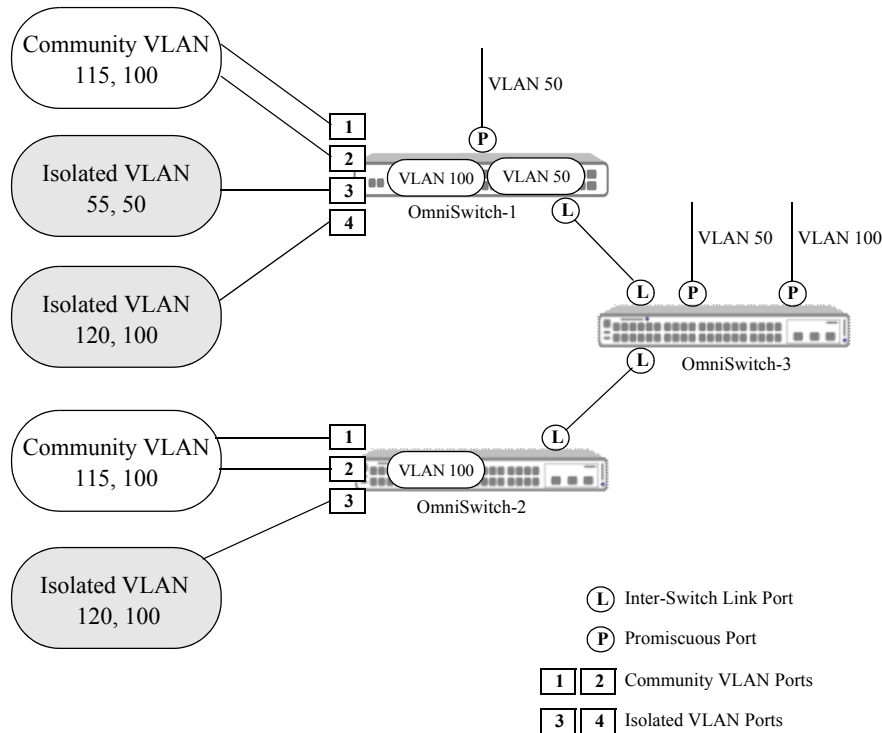 Community VLAN
115, 100
VLAN 50
1
P
2
Isolated VLAN
55, 50
3
VLAN 100
VLAN 50
4
OmniSwitch-1
L
VLAN 50
VLAN 100
Isolated VLAN
120, 100
L
P
P
L
OmniSwitch-3
Community VLAN
115, 100
1
L
2
VLAN 100
3
OmniSwitch-2
Isolated VLAN
120, 100
L Inter-Switch Link Port
P Promiscuous Port
1 2 Community VLAN Ports
3 4 Isolated VLAN Ports